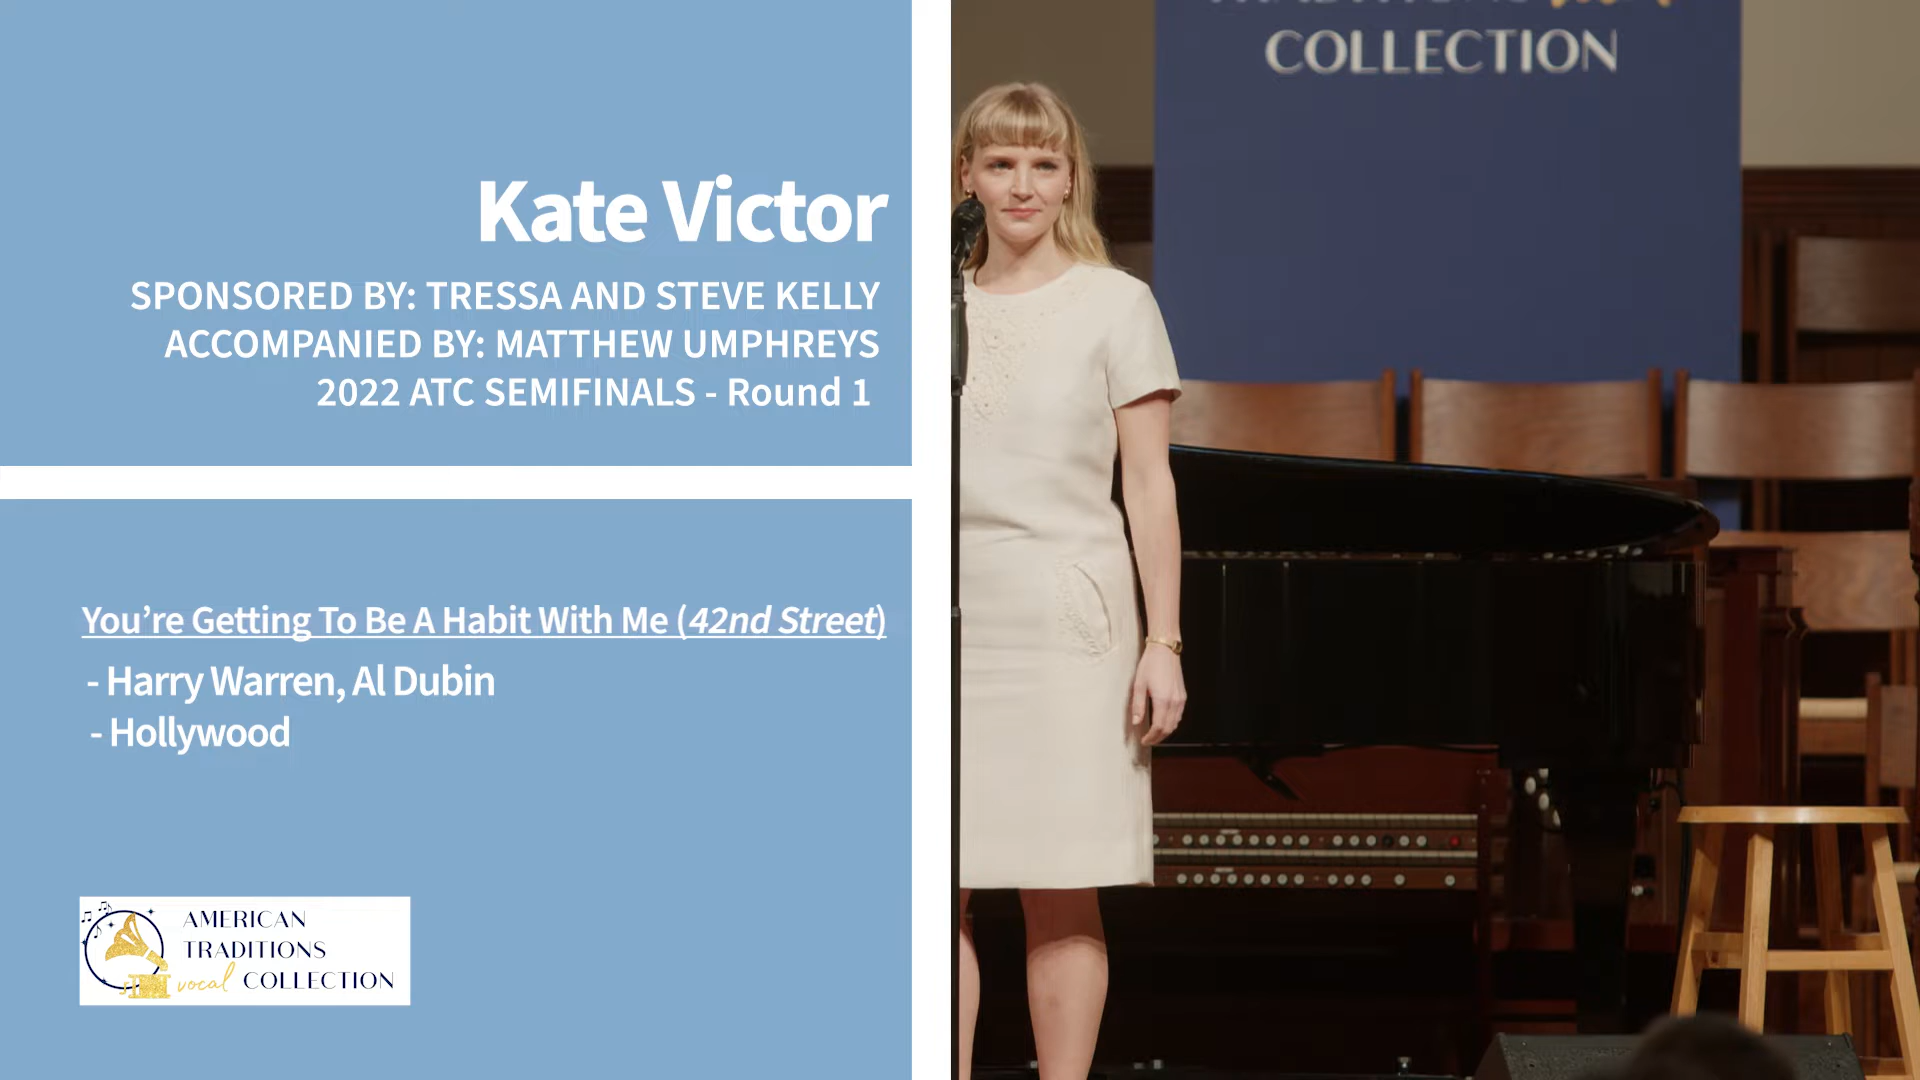 Kate Victor
SPONSORED BY: TRESSA AND STEVE KELLY
ACCOMPANIED BY: MATTHEW UMPHREYS
2022 ATC SEMIFINALS - Round 1
You’re Getting To Be A Habit With Me (42nd Street)
- Harry Warren, Al Dubin
- Hollywood
AMERICAN
TRADITIONS
vocal COLLECTION
COLLECTION